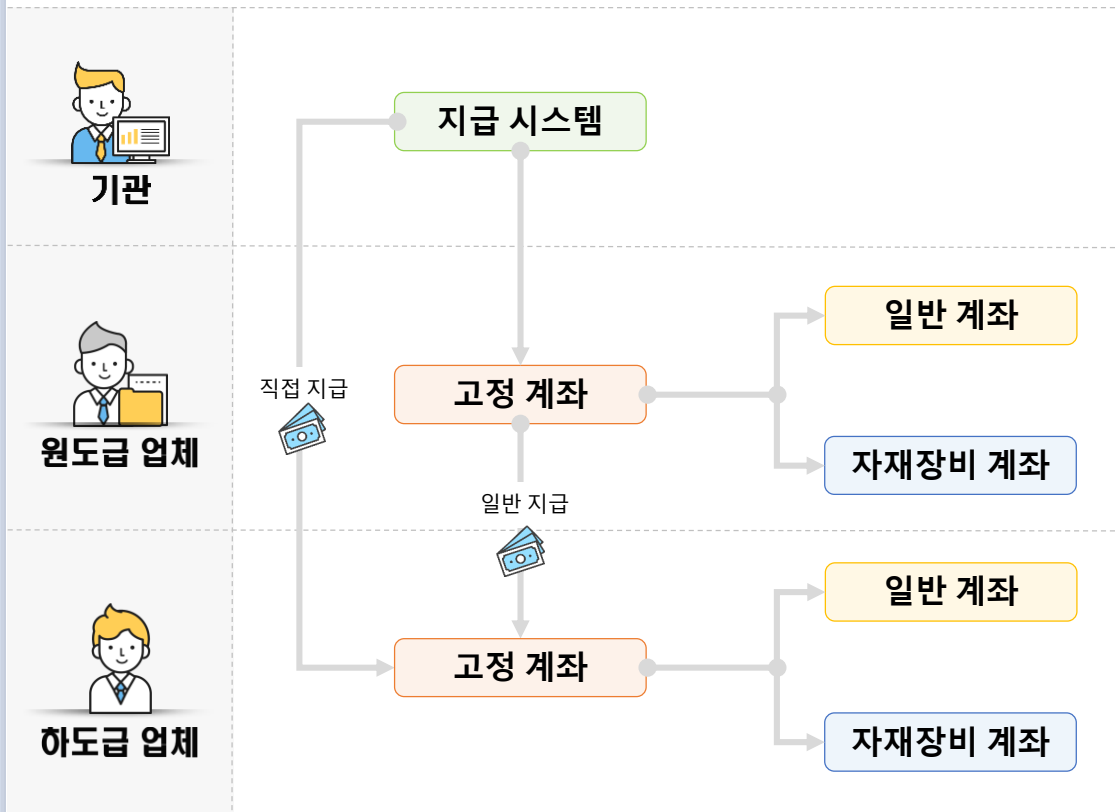 지급 시스템
기관
일반 계좌
직접 지급
고정 계좌
원도급 업체
자재장비 계좌
일반 지급
일반 계좌
고정 계좌
하도급 업체
자재장비 계좌